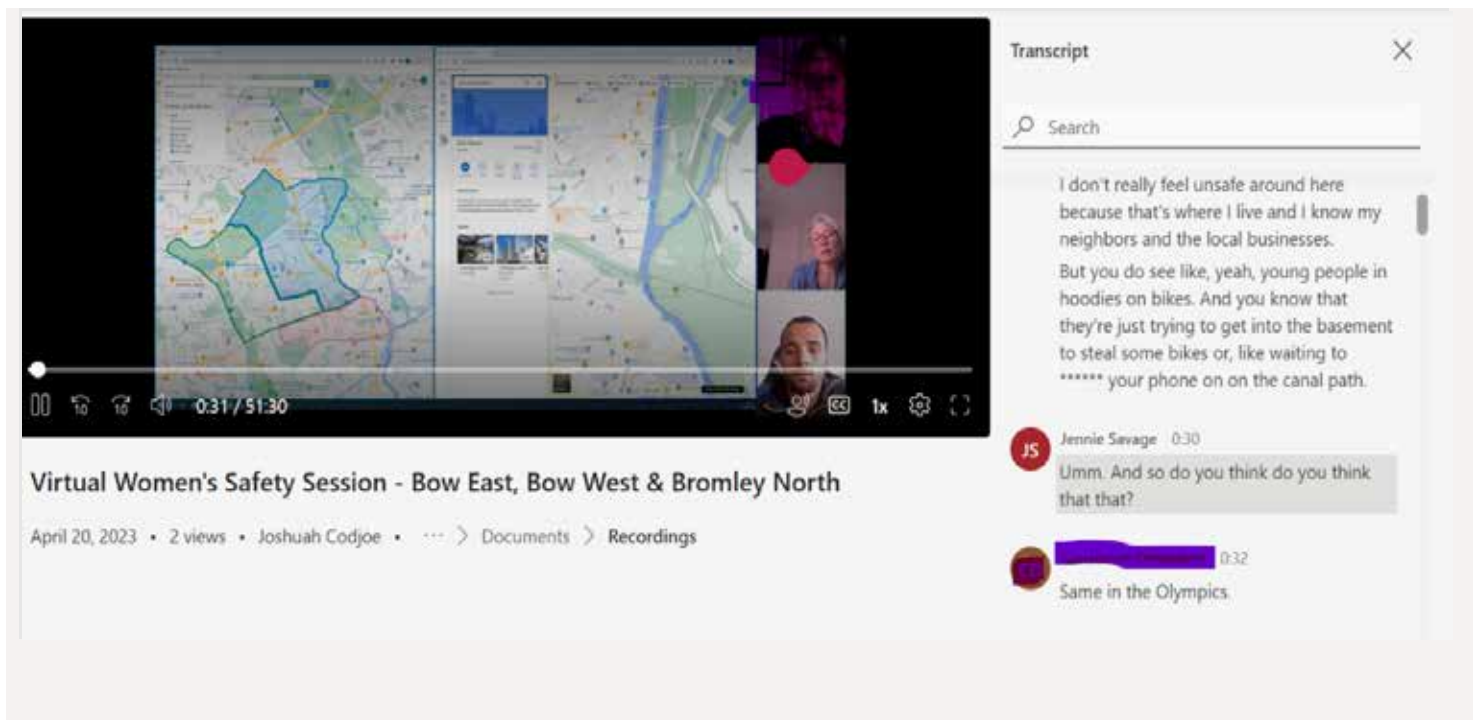 Transcript
Search
I don't really feel unsafe around here
because that's where I live and I know my
neighbors and the local businesses.
But you do see like, yeah, young people in
hoodies on bikes. And you know that
they're just trying to get into the basement
to steal some bikes or, like waiting to
****** your phone on on the canal path.
JS
Jennie Savage 0:30
Umm. And so do you think do you think
that that?
0:32
Same in the Olympics.
10
10
0:31 / 51:30
CC
1x
Virtual Women's Safety Session - Bow East, Bow West & Bromley North
April 20, 2023 • 2 views • Joshuah Codjoe • ··· > Documents > Recordings